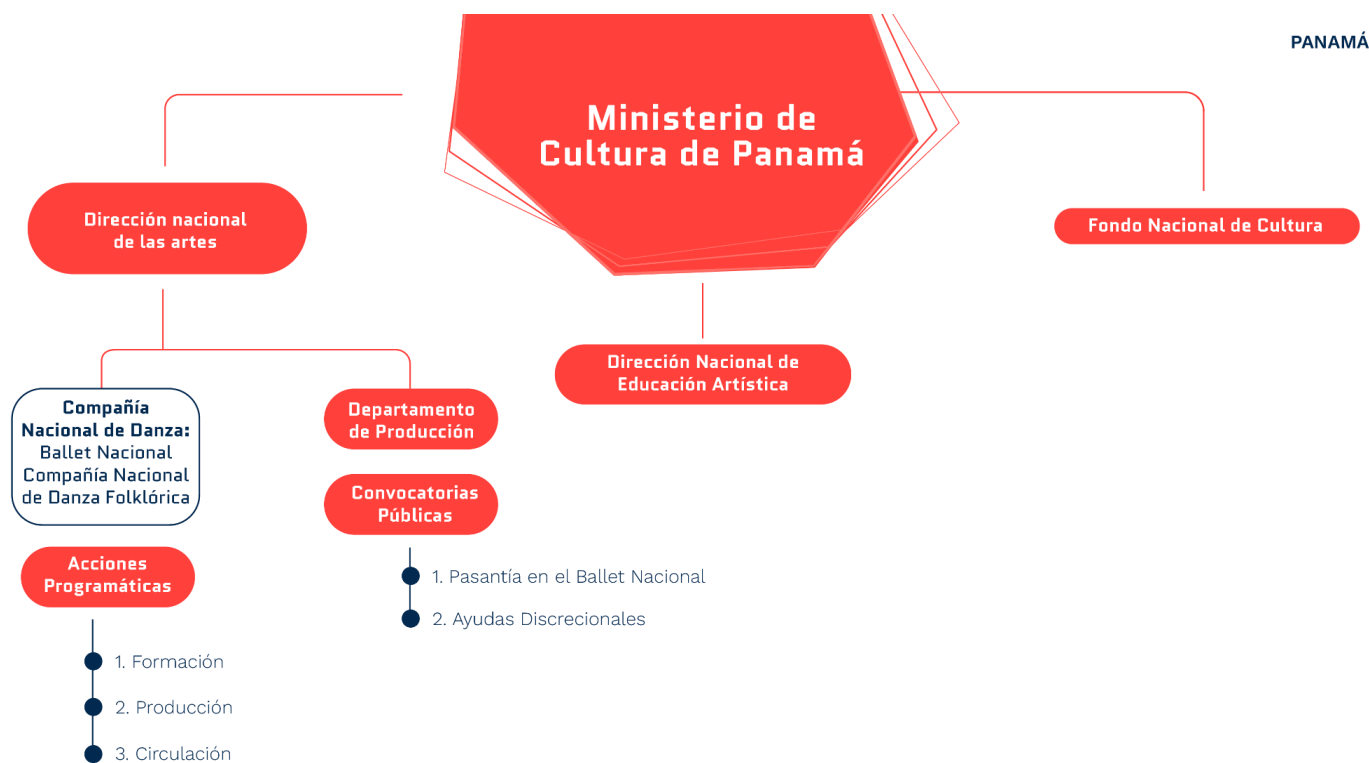 PANAMÁ
Ministerio de
Cultura de Panamá
Dirección nacional
de las artes
Fondo Nacional de Cultura
Dirección Nacional de
Educación Artística
Compañía
Nacional de Danza:
Ballet Nacional
Compañía Nacional
de Danza Folklórica
Departamento
de Producción
Convocatorias
Públicas
1. Pasantía en el Ballet Nacional
2. Ayudas Discrecionales
Acciones
Programáticas
1. Formación
2. Producción
3. Circulación